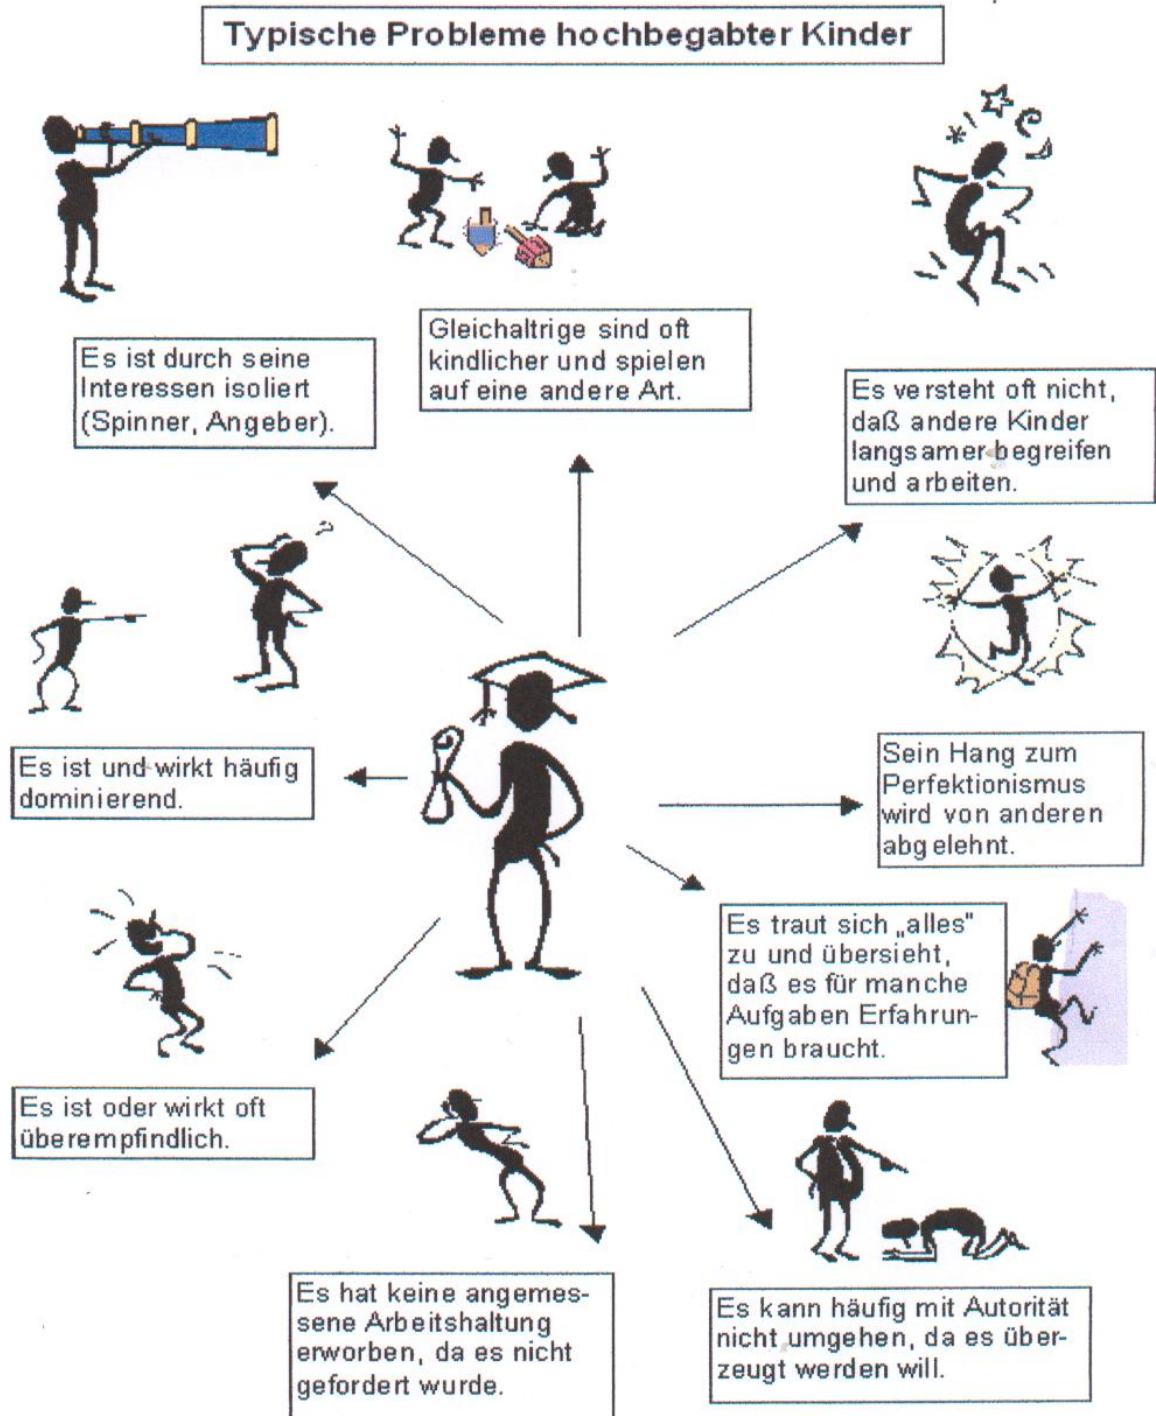 Typische Probleme hochbegabter Kinder
Es ist durch seine
Interessen isoliert
(Spinner, Angeber).
Gleichaltrige sind oft
kindlicher und spielen
auf eine andere Art.
Es versteht oft nicht,
daß andere Kinder
langsamer begreifen
und arbeiten.
Es ist und wirkt häufig
dominierend.
Sein Hang zum
Perfektionismus
wird von anderen
abgelehnt.
Es traut sich „alles"
zu und übersieht,
daß es für manche
Aufgaben Erfahrun-
gen braucht.
Es ist oder wirkt oft
überempfindlich.
Es hat keine angemes-
sene Arbeitshaltung
erworben, da es nicht
gefordert wurde.
Es kann häufig mit Autorität
nicht umgehen, da es über-
zeugt werden will.